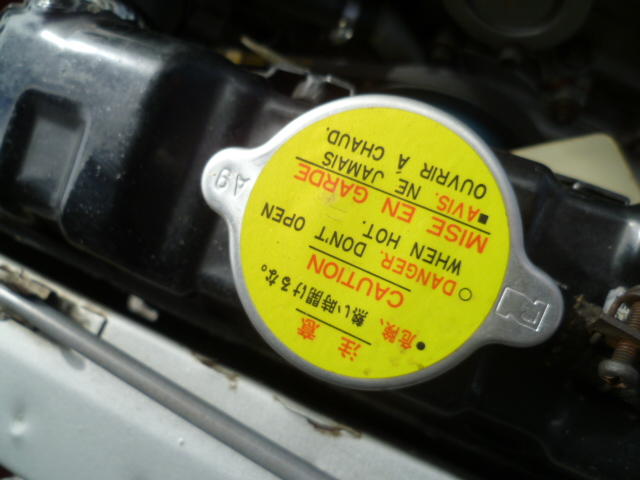 注意
●危険、熱い時開けるな。
CAUTION
○DANGER. DON'T OPEN
WHEN HOT.
MISE EN GARDE
■AVIS. NE JAMAIS
OUVRIR À CHAUD.
A9